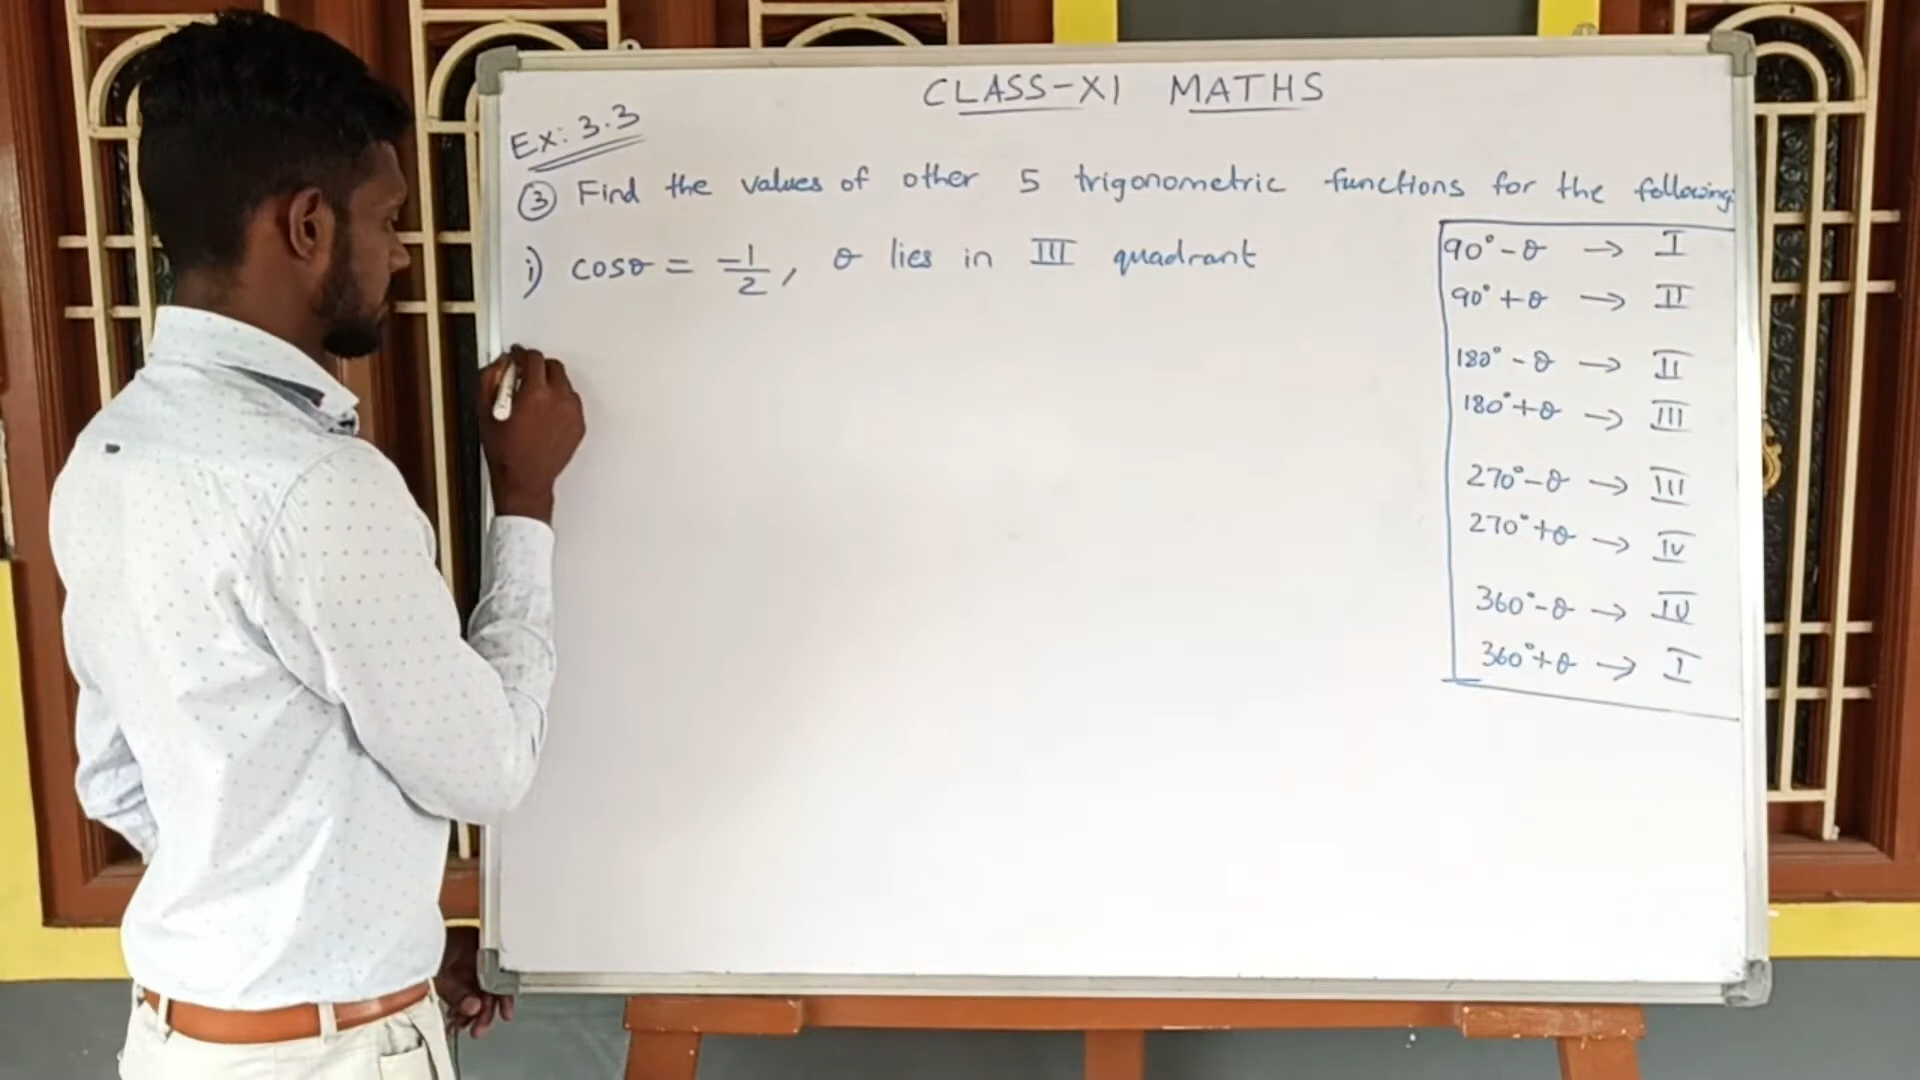 CLASS-XI MATHS
Ex: 3.3
③ Find the values of other 5 trigonometric functions for the following:
i) cosθ = -1/2, θ lies in III quadrant
90° - θ → I
90° + θ → II
180° - θ → II
180° + θ → III
270° - θ → III
270° + θ → IV
360° - θ → IV
360° + θ → I